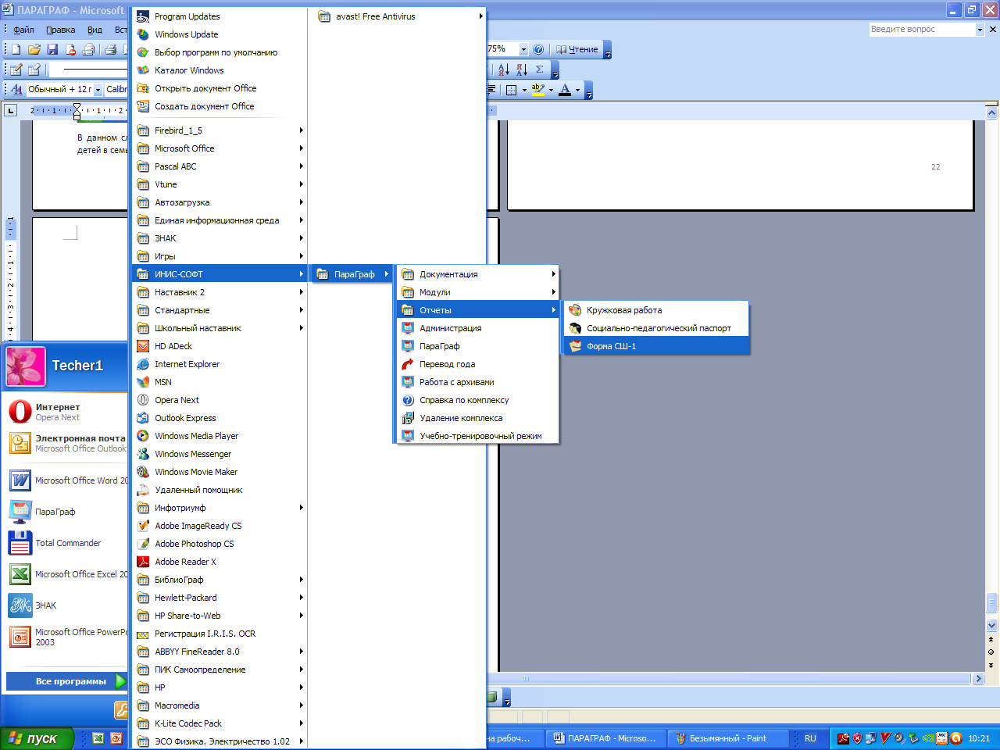 ПАРАГРАФ - Microsoft
Файл Правка Вид Вст
Введите вопрос
75%
Чтение
Обычный + 12 г
Calibri
В данном сл
детей в семь
22
Program Updates
Windows Update
Выбор программ по умолчанию
Каталог Windows
Открыть документ Office
Создать документ Office
Firebird_1_5
Microsoft Office
Pascal ABC
Vtune
Автозагрузка
Единая информационная среда
ЗНАК
Игры
ИНИС-СОФТ
Наставник 2
Стандартные
Школьный наставник
HD ADeck
Internet Explorer
MSN
Opera Next
Outlook Express
Windows Media Player
Windows Messenger
Windows Movie Maker
Удаленный помощник
Инфотриумф
Adobe ImageReady CS
Adobe Photoshop CS
Adobe Reader X
БиблиоГраф
Hewlett-Packard
HP Share-to-Web
Регистрация I.R.I.S. OCR
ABBYY FineReader 8.0
ПИК Самоопределение
HP
Macromedia
K-Lite Codec Pack
ЭСО Физика. Электричество 1.02
avast! Free Antivirus
ПараГраф
Документация
Модули
Отчеты
Администрация
ПараГраф
Перевод года
Работа с архивами
Справка по комплексу
Удаление комплекса
Учебно-тренировочный режим
Кружковая работа
Социально-педагогический паспорт
Форма СШ-1
Techer1
Интернет
Opera Next
Электронная почта
Microsoft Office Outlook
Microsoft Office Word 20
ПараГраф
Total Commander
Microsoft Office Excel 20
ЗНАК
Microsoft Office PowerPo
2003
Все программы
пуск
на рабоч...
ПАРАГРАФ - Microso...
Безымянный - Paint
RU
10:21